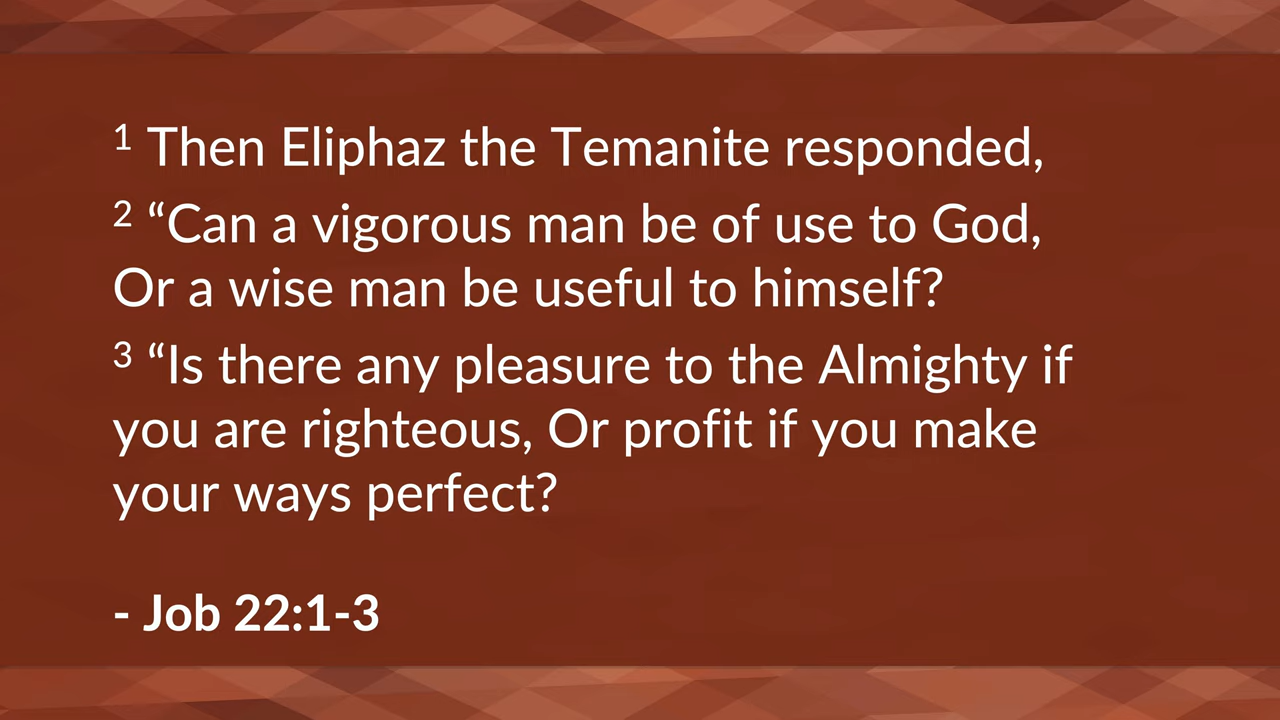 1 Then Eliphaz the Temanite responded,
2 “Can a vigorous man be of use to God,
Or a wise man be useful to himself?
3 “Is there any pleasure to the Almighty if
you are righteous, Or profit if you make
your ways perfect?
- Job 22:1-3